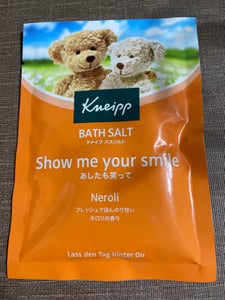 Kneipp
BATH SALT
クナイプ バスソルト
Show me your smile
あしたも笑って
Neroli
フレッシュでほんのり甘い
ネロリの香り
Lass den Tag hinter Dir